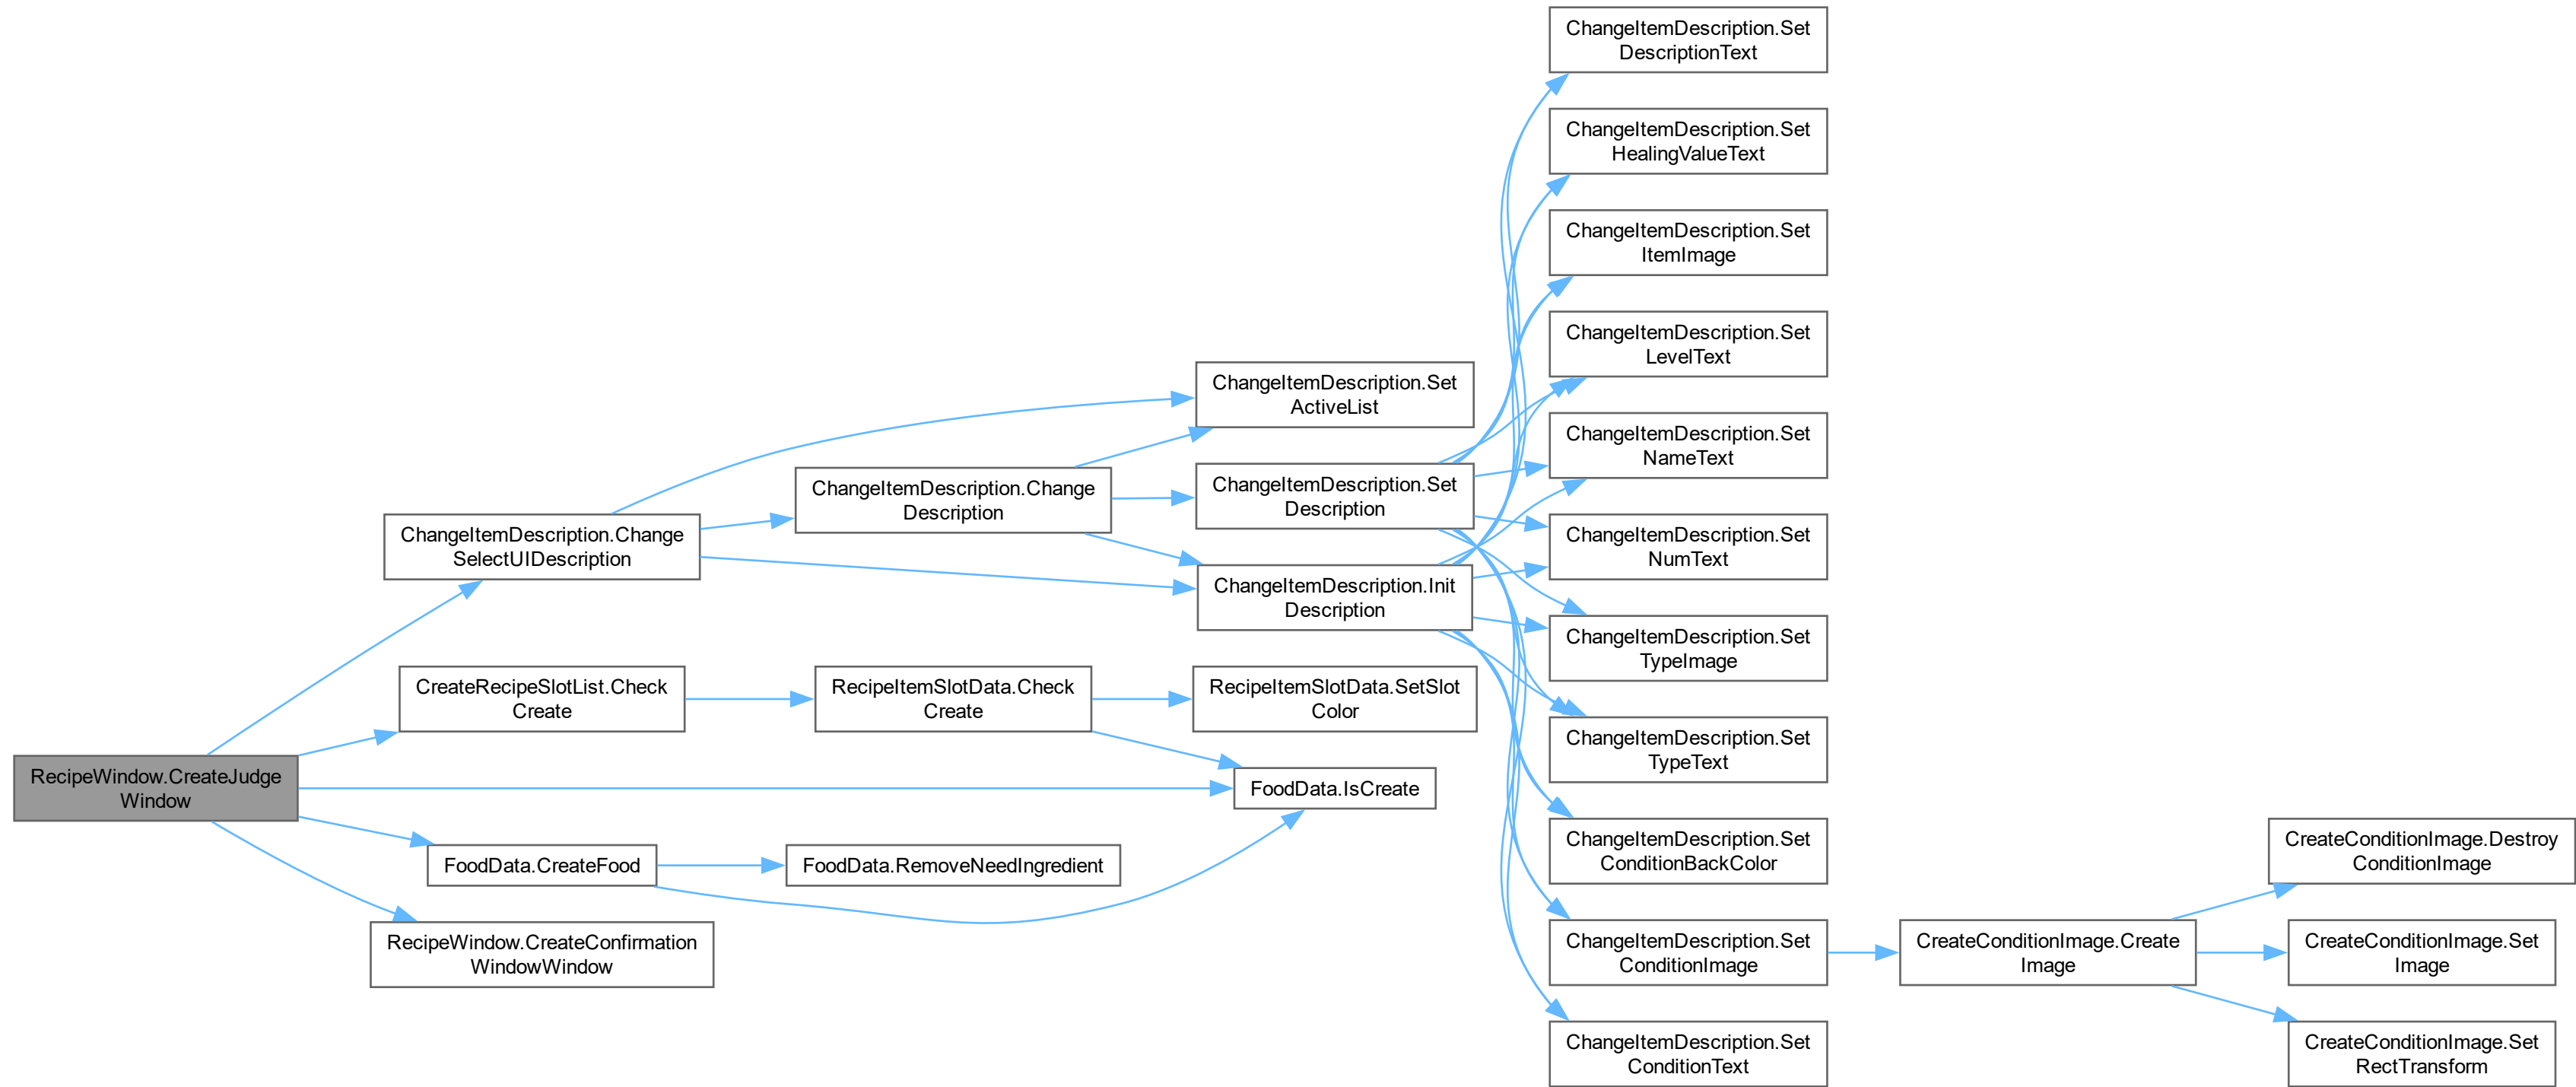 RecipeWindow.CreateJudge
Window
ChangeItemDescription.Change
SelectUIDescription
CreateRecipeSlotList.Check
Create
FoodData.CreateFood
RecipeWindow.CreateConfirmation
WindowWindow
ChangeItemDescription.Change
Description
RecipeItemSlotData.Check
Create
FoodData.RemoveNeedIngredient
ChangeItemDescription.Set
ActiveList
ChangeItemDescription.Set
Description
ChangeItemDescription.Init
Description
RecipeItemSlotData.SetSlot
Color
FoodData.IsCreate
ChangeItemDescription.Set
DescriptionText
ChangeItemDescription.Set
HealingValueText
ChangeItemDescription.Set
ItemImage
ChangeItemDescription.Set
LevelText
ChangeItemDescription.Set
NameText
ChangeItemDescription.Set
NumText
ChangeItemDescription.Set
TypeImage
ChangeItemDescription.Set
TypeText
ChangeItemDescription.Set
ConditionBackColor
ChangeItemDescription.Set
ConditionImage
ChangeItemDescription.Set
ConditionText
CreateConditionImage.Create
Image
CreateConditionImage.Destroy
ConditionImage
CreateConditionImage.Set
Image
CreateConditionImage.Set
RectTransform